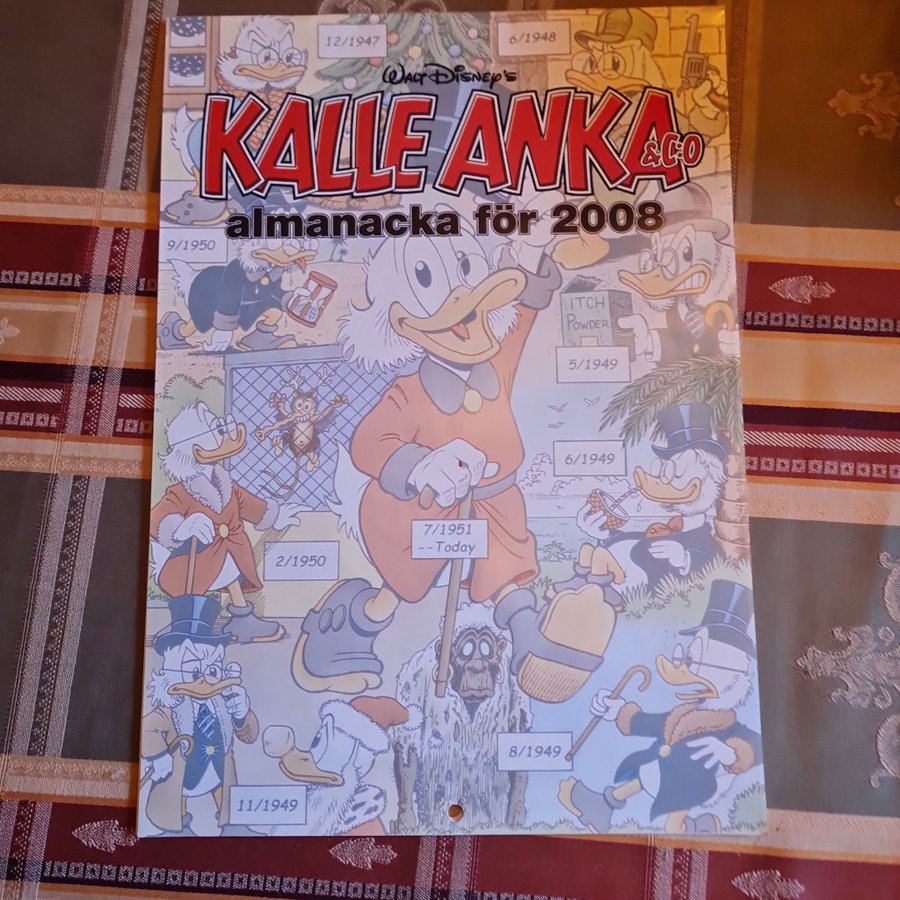 12/1947
6/1948
WALT DISNEY'S
KALLE ANKA
& C:O
almanacka för 2008
9/1950
ITCH
POWDER
5/1949
6/1949
7/1951
--Today
2/1950
8/1949
11/1949